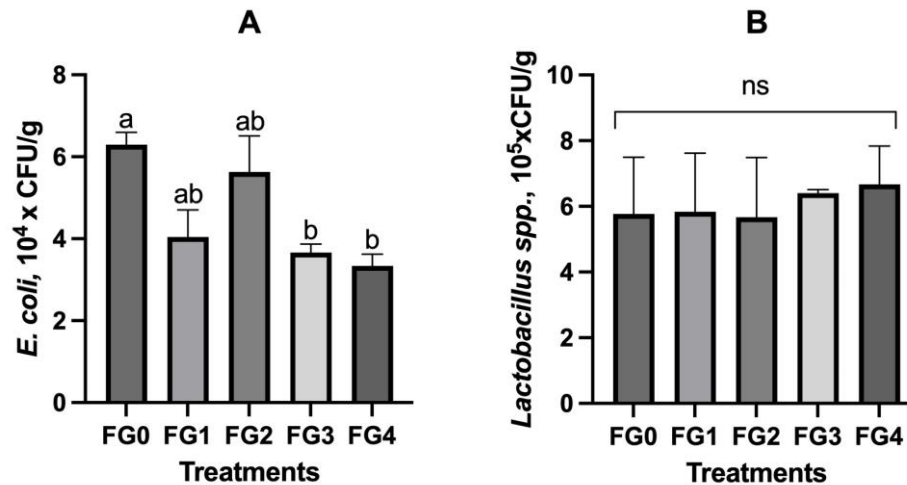 A
E. coli, 10⁴ x CFU/g
8
6
4
2
0
a
ab
ab
b
b
FG0 FG1 FG2 FG3 FG4
Treatments
B
Lactobacillus spp., 10⁵xCFU/g
10
8
6
4
2
0
ns
FG0 FG1 FG2 FG3 FG4
Treatments